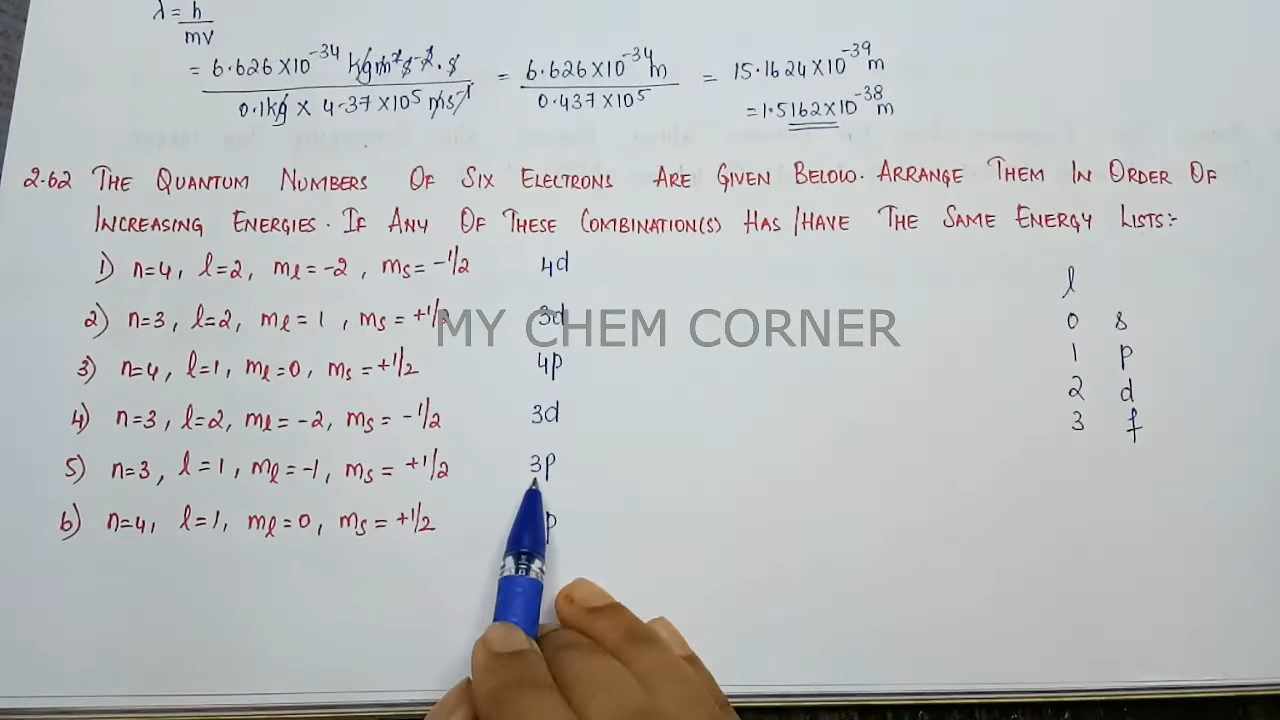 λ = h
mv
= 6.626×10⁻³⁴ kgm²s⁻².s = 6.626×10⁻³⁴m = 15.1624×10⁻³⁹m
0.1kg × 4.37×10⁵ ms⁻¹ 0.437×10⁵ = 1.5162×10⁻³⁸m
2.62 THE QUANTUM NUMBERS OF SIX ELECTRONS ARE GIVEN BELOW. ARRANGE THEM IN ORDER OF
INCREASING ENERGIES. IF ANY OF THESE COMBINATION(S) HAS/HAVE THE SAME ENERGY LISTS:-
1) n=4, l=2, ml=-2, ms=-1/2 4d
2) n=3, l=2, ml=1, ms=+1/2 3d
MY CHEM CORNER
3) n=4, l=1, ml=0, ms=+1/2 4p
4) n=3, l=2, ml=-2, ms=-1/2 3d
5) n=3, l=1, ml=-1, ms=+1/2 3p
6) n=4, l=1, ml=0, ms=+1/2 p
l
0 s
1 p
2 d
3 f